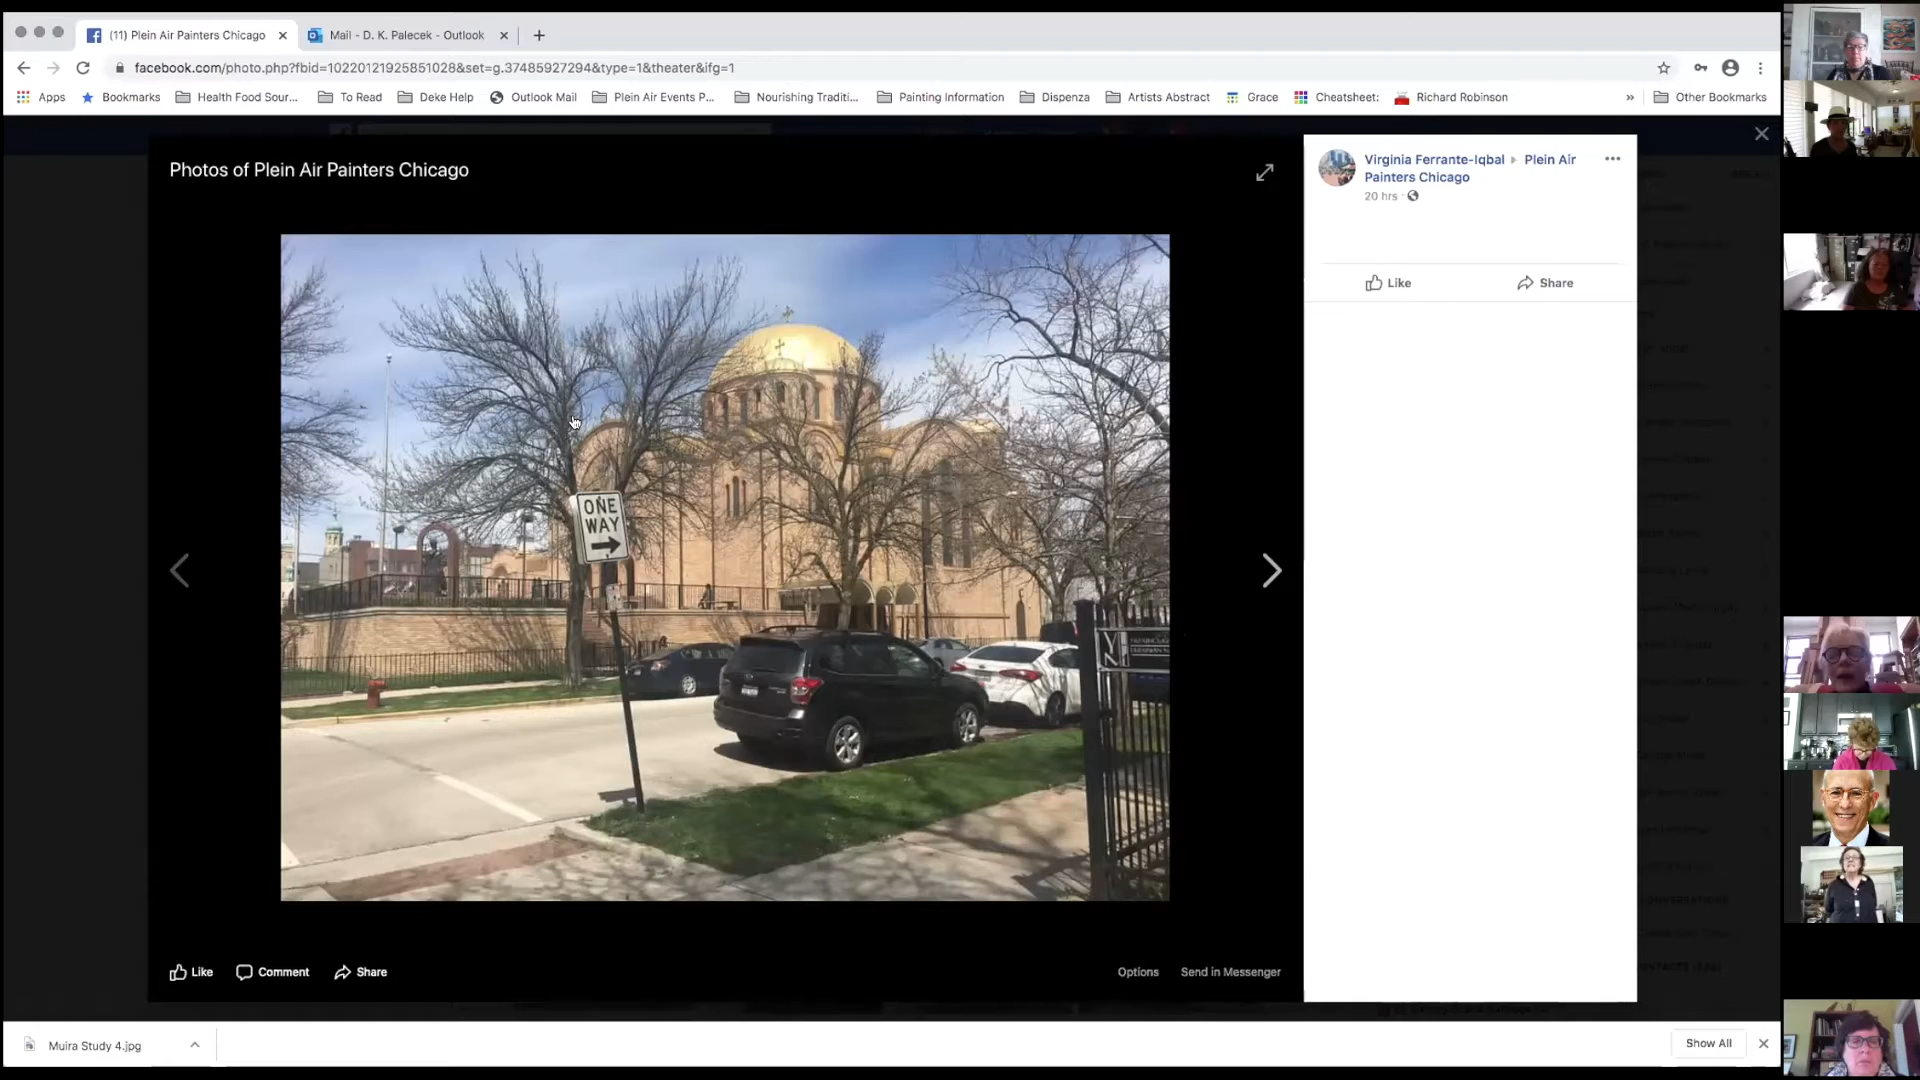 (11) Plein Air Painters Chicago
Mail - D. K. Palecek - Outlook
facebook.com/photo.php?fbid=10220121925851028&set=g.37485927294&type=1&theater&ifg=1
Apps
Bookmarks
Health Food Sour...
To Read
Deke Help
Outlook Mail
Plein Air Events P...
Nourishing Traditi...
Painting Information
Dispenza
Artists Abstract
Grace
Cheatsheet:
Richard Robinson
»
Other Bookmarks
Photos of Plein Air Painters Chicago
Virginia Ferrante-Iqbal ▸ Plein Air
Painters Chicago
20 hrs ·
Like
Share
ONE
WAY
Like
Comment
Share
Options
Send in Messenger
Muira Study 4.jpg
Show All